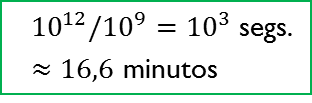 10¹²/10⁹ = 10³ segs.
≈ 16,6 minutos